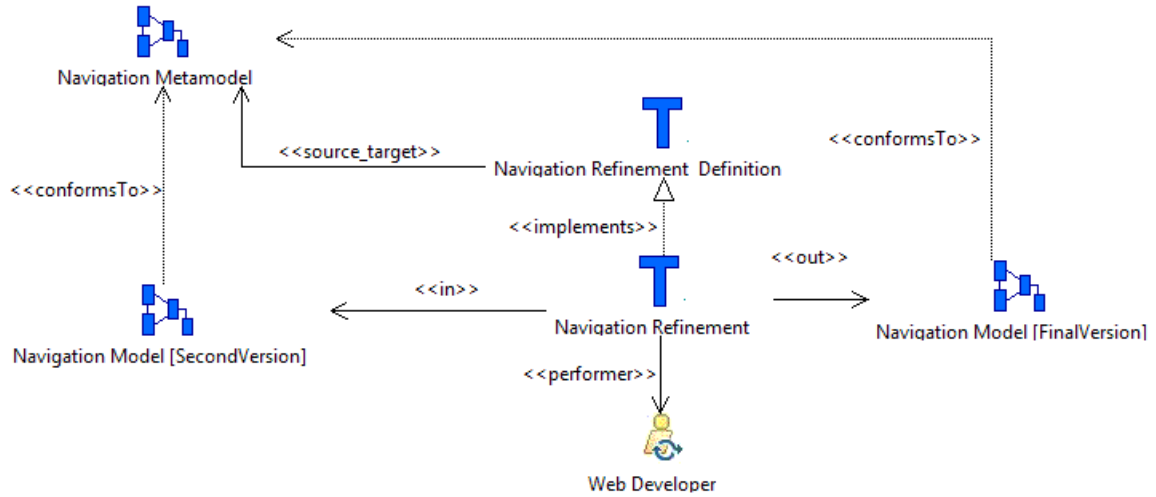 Navigation Metamodel
<<conformsTo>>
<<source_target>>
Navigation Refinement Definition
<<conformsTo>>
<<implements>>
<<out>>
<<in>>
Navigation Refinement
Navigation Model [FinalVersion]
Navigation Model [SecondVersion]
<<performer>>
Web Developer